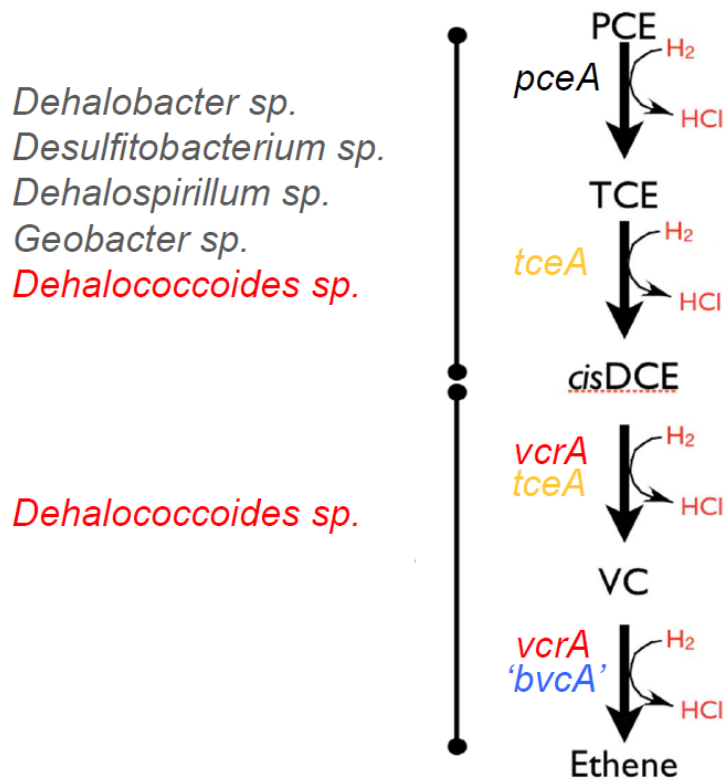 PCE
H2
pceA
HCl
Dehalobacter sp.
Desulfitobacterium sp.
Dehalospirillum sp.
Geobacter sp.
Dehalococcoides sp.
TCE
H2
tceA
HCl
cisDCE
H2
vcrA
tceA
HCl
Dehalococcoides sp.
VC
H2
vcrA
‘bvcA’
HCl
Ethene